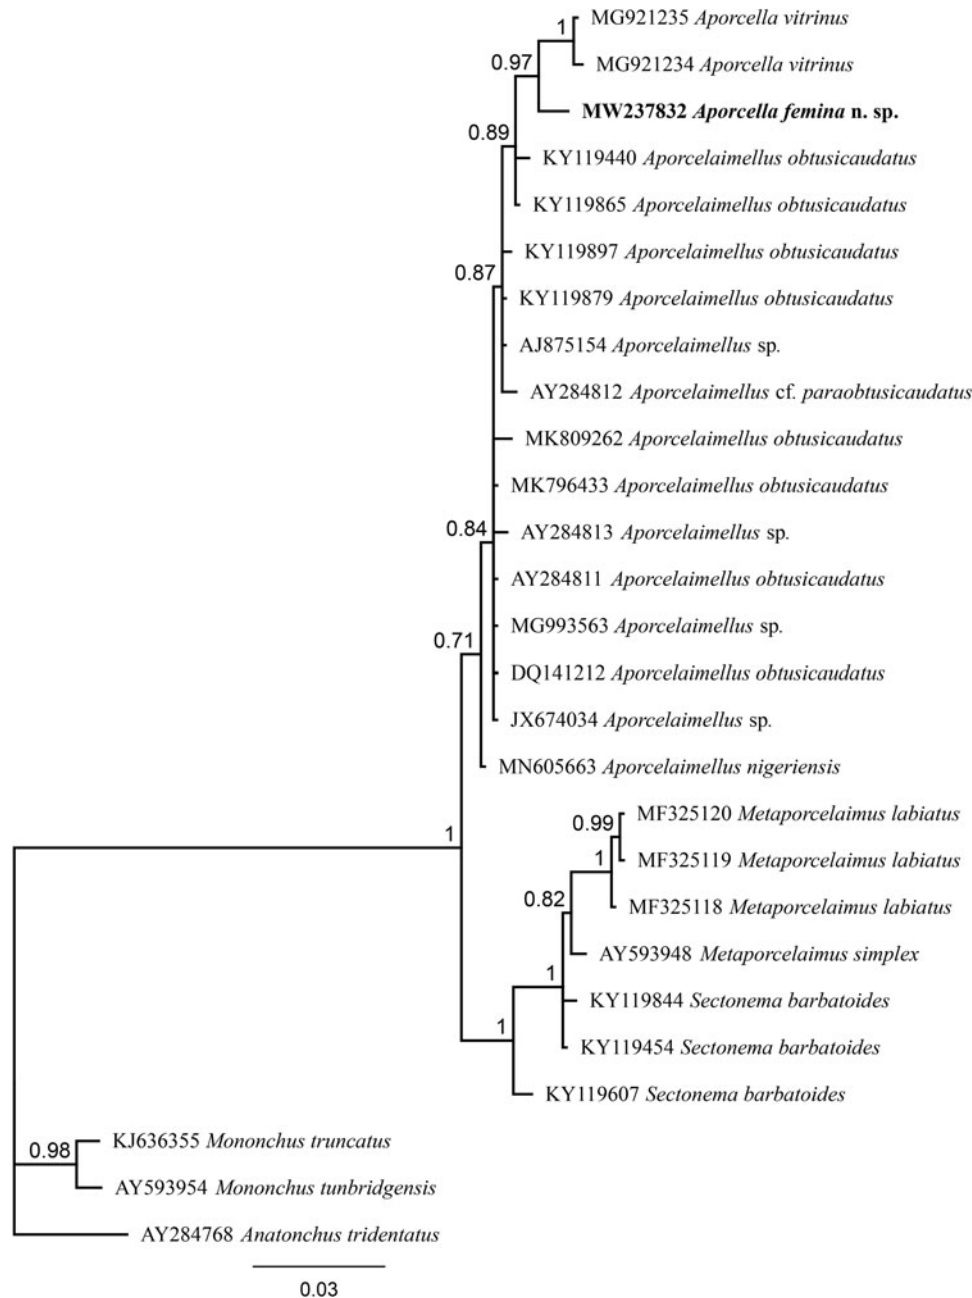 MG921235 Aporcella vitrinus
1
MG921234 Aporcella vitrinus
0.97
MW237832 Aporcella femina n. sp.
0.89
KY119440 Aporcelaimellus obtusicaudatus
KY119865 Aporcelaimellus obtusicaudatus
KY119897 Aporcelaimellus obtusicaudatus
0.87
KY119879 Aporcelaimellus obtusicaudatus
AJ875154 Aporcelaimellus sp.
AY284812 Aporcelaimellus cf. paraobtusicaudatus
MK809262 Aporcelaimellus obtusicaudatus
MK796433 Aporcelaimellus obtusicaudatus
0.84
AY284813 Aporcelaimellus sp.
AY284811 Aporcelaimellus obtusicaudatus
MG993563 Aporcelaimellus sp.
0.71
DQ141212 Aporcelaimellus obtusicaudatus
JX674034 Aporcelaimellus sp.
MN605663 Aporcelaimellus nigeriensis
MF325120 Metaporcelaimus labiatus
0.99
1
MF325119 Metaporcelaimus labiatus
1
MF325118 Metaporcelaimus labiatus
0.82
AY593948 Metaporcelaimus simplex
1
KY119844 Sectonema barbatoides
1
KY119454 Sectonema barbatoides
KY119607 Sectonema barbatoides
KJ636355 Mononchus truncatus
0.98
AY593954 Mononchus tunbridgensis
AY284768 Anatonchus tridentatus
0.03